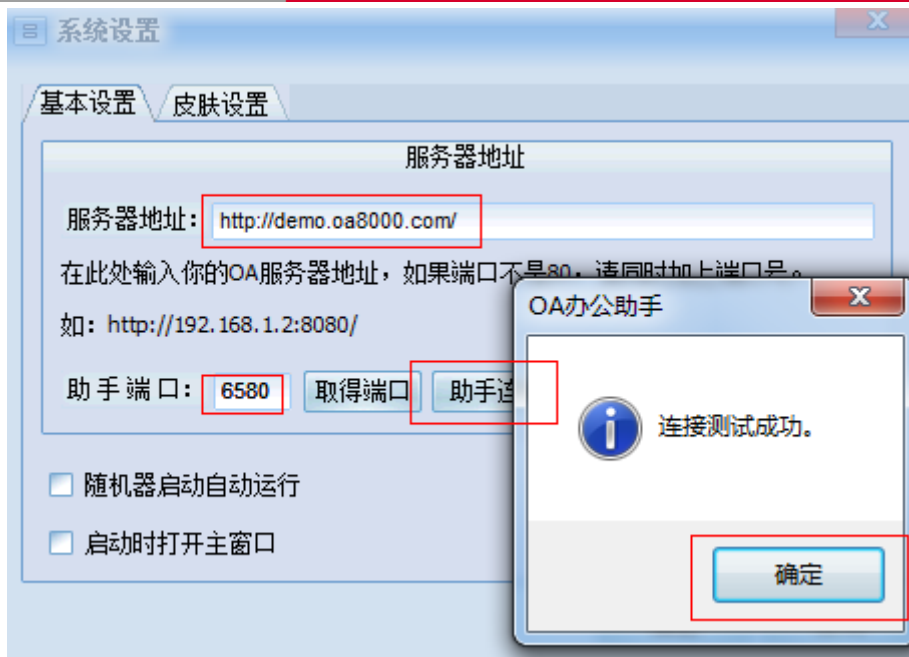 系统设置
基本设置 皮肤设置
服务器地址
服务器地址: http://demo.oa8000.com/
在此处输入你的OA服务器地址,如果端口不是80,请同时加上端口号。
如: http://192.168.1.2:8080/
助手端口: 6580 取得端口 助手连
随机器启动自动运行
启动时打开主窗口
OA办公助手
连接测试成功。
确定